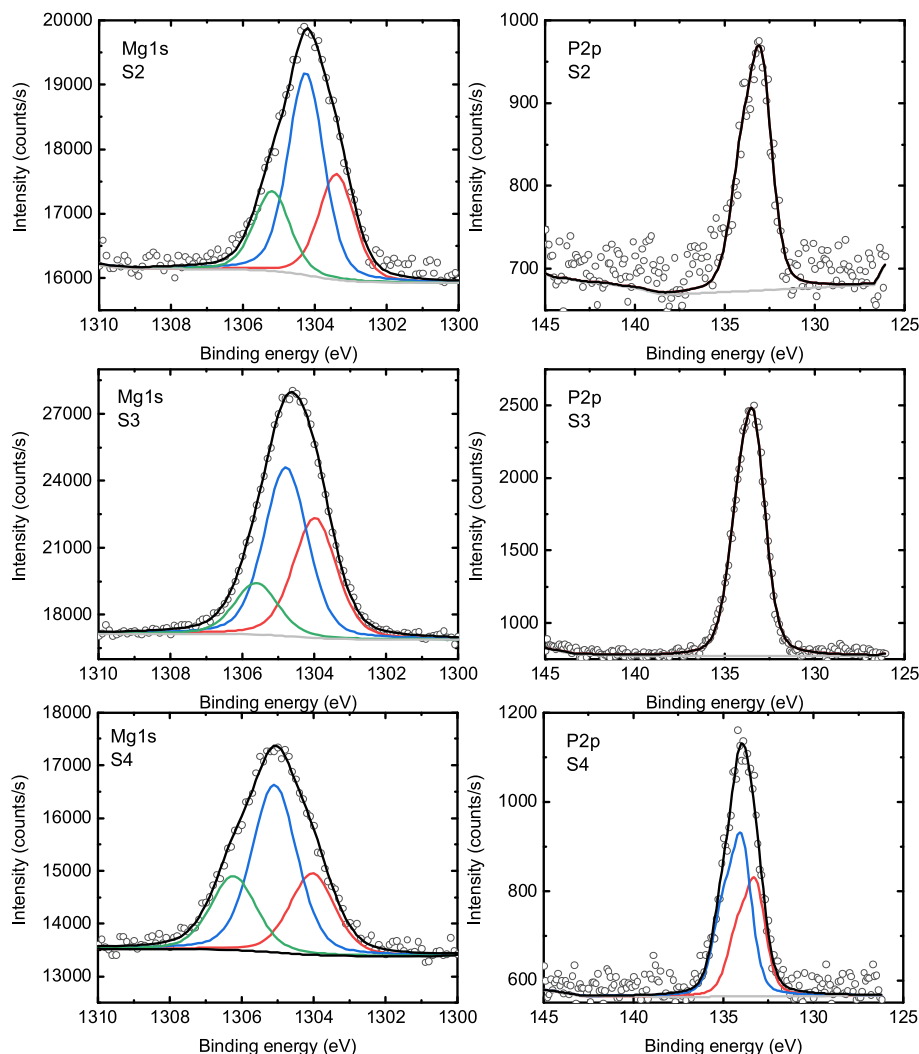 20000
19000
18000
17000
16000
Intensity (counts/s)
Mg1s
S2
1310
1308
1306
1304
1302
1300
Binding energy (eV)
1000
900
800
700
Intensity (counts/s)
P2p
S2
145
140
135
130
125
Binding energy (eV)
27000
24000
21000
18000
Intensity (counts/s)
Mg1s
S3
1310
1308
1306
1304
1302
1300
Binding energy (eV)
2500
2000
1500
1000
Intensity (counts/s)
P2p
S3
145
140
135
130
125
Binding energy (eV)
18000
17000
16000
15000
14000
13000
Intensity (counts/s)
Mg1s
S4
1310
1308
1306
1304
1302
1300
Binding energy (eV)
1200
1000
800
600
Intensity (counts/s)
P2p
S4
145
140
135
130
125
Binding energy (eV)